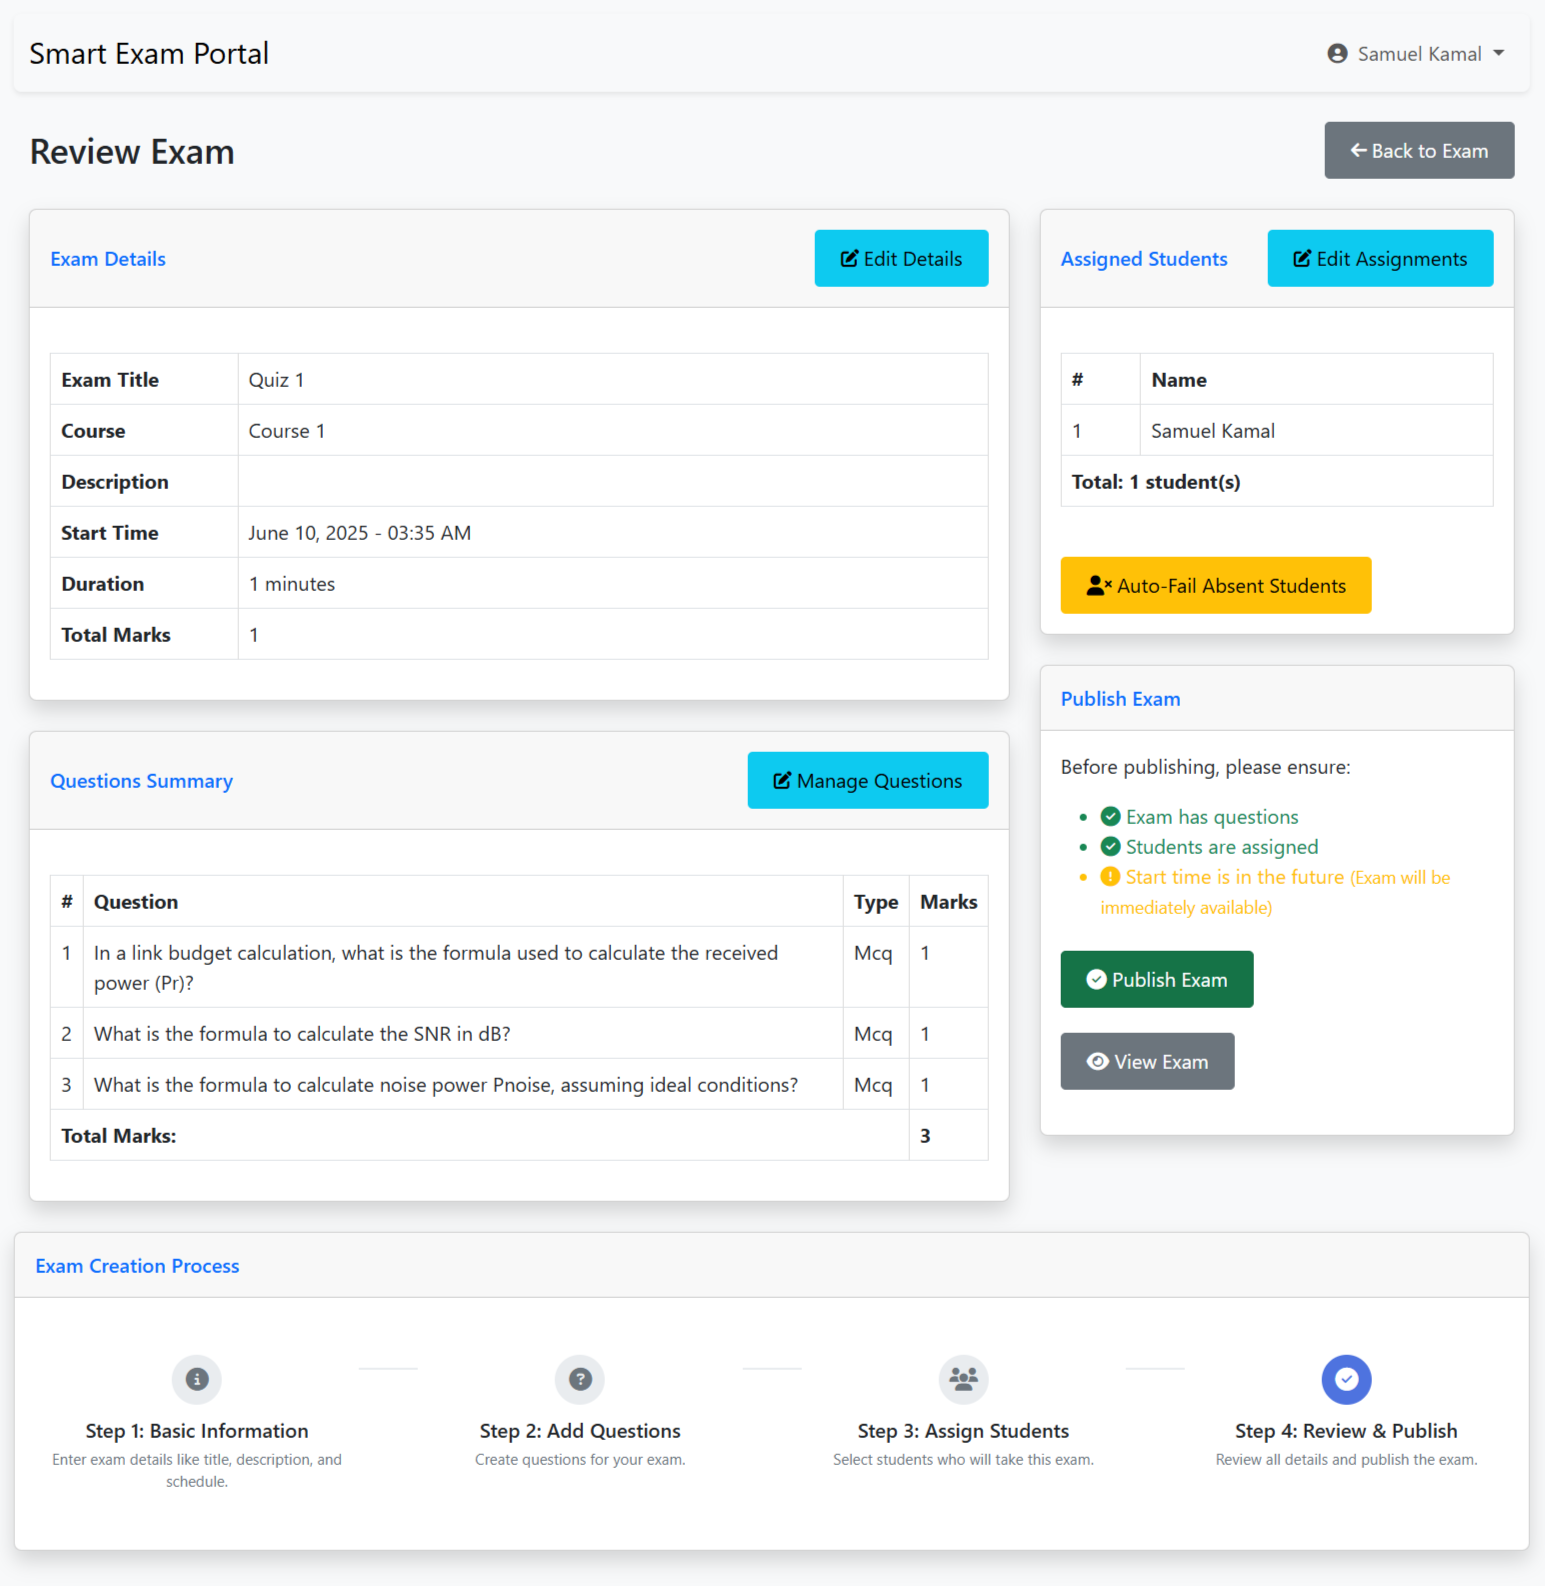 Smart Exam Portal
Samuel Kamal
Review Exam
Back to Exam
Exam Details
Edit Details
Exam Title Quiz 1
Course Course 1
Description
Start Time June 10, 2025 - 03:35 AM
Duration 1 minutes
Total Marks 1
Assigned Students
Edit Assignments
# Name
1 Samuel Kamal
Total: 1 student(s)
Auto-Fail Absent Students
Questions Summary
Manage Questions
# Question Type Marks
1 In a link budget calculation, what is the formula used to calculate the received Mcq 1
power (Pr)?
2 What is the formula to calculate the SNR in dB? Mcq 1
3 What is the formula to calculate noise power Pnoise, assuming ideal conditions? Mcq 1
Total Marks: 3
Publish Exam
Before publishing, please ensure:
Exam has questions
Students are assigned
Start time is in the future (Exam will be
immediately available)
Publish Exam
View Exam
Exam Creation Process
Step 1: Basic Information
Enter exam details like title, description, and
schedule.
Step 2: Add Questions
Create questions for your exam.
Step 3: Assign Students
Select students who will take this exam.
Step 4: Review & Publish
Review all details and publish the exam.